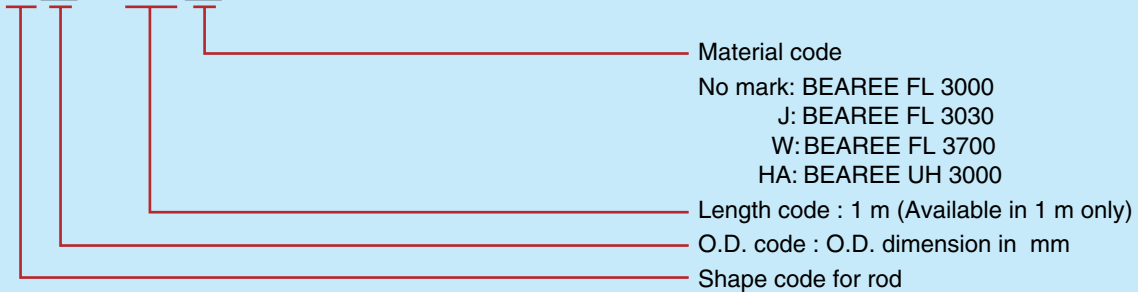 Material code
No mark: BEAREE FL 3000
J: BEAREE FL 3030
W: BEAREE FL 3700
HA: BEAREE UH 3000
Length code : 1 m (Available in 1 m only)
O.D. code : O.D. dimension in mm
Shape code for rod